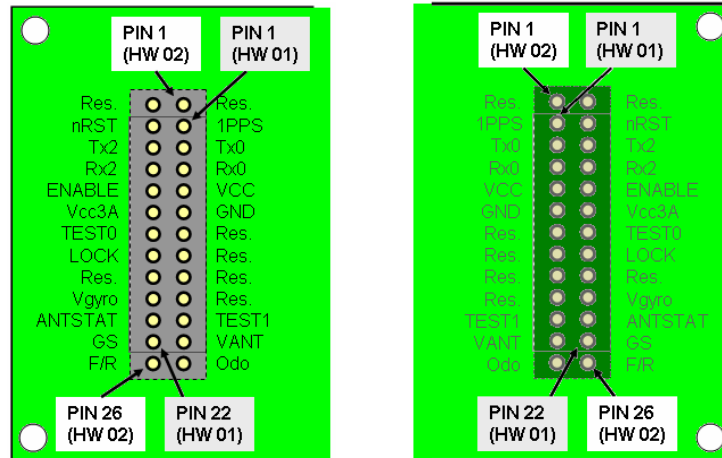 PIN 1
(HW 02)
PIN 1
(HW 01)
Res. Res.
nRST 1PPS
Tx2 Tx0
Rx2 Rx0
ENABLE VCC
Vcc3A GND
TEST0 Res.
LOCK Res.
Res. Res.
Vgyro Res.
ANTSTAT TEST1
GS VANT
F/R Odo
PIN 26
(HW 02)
PIN 22
(HW 01)
PIN 1
(HW 02)
PIN 1
(HW 01)
Res. Res.
1PPS nRST
Tx0 Tx2
Rx0 Rx2
VCC ENABLE
GND Vcc3A
Res. TEST0
Res. LOCK
Res. Res.
Res. Vgyro
TEST1 ANTSTAT
VANT GS
Odo F/R
PIN 22
(HW 01)
PIN 26
(HW 02)